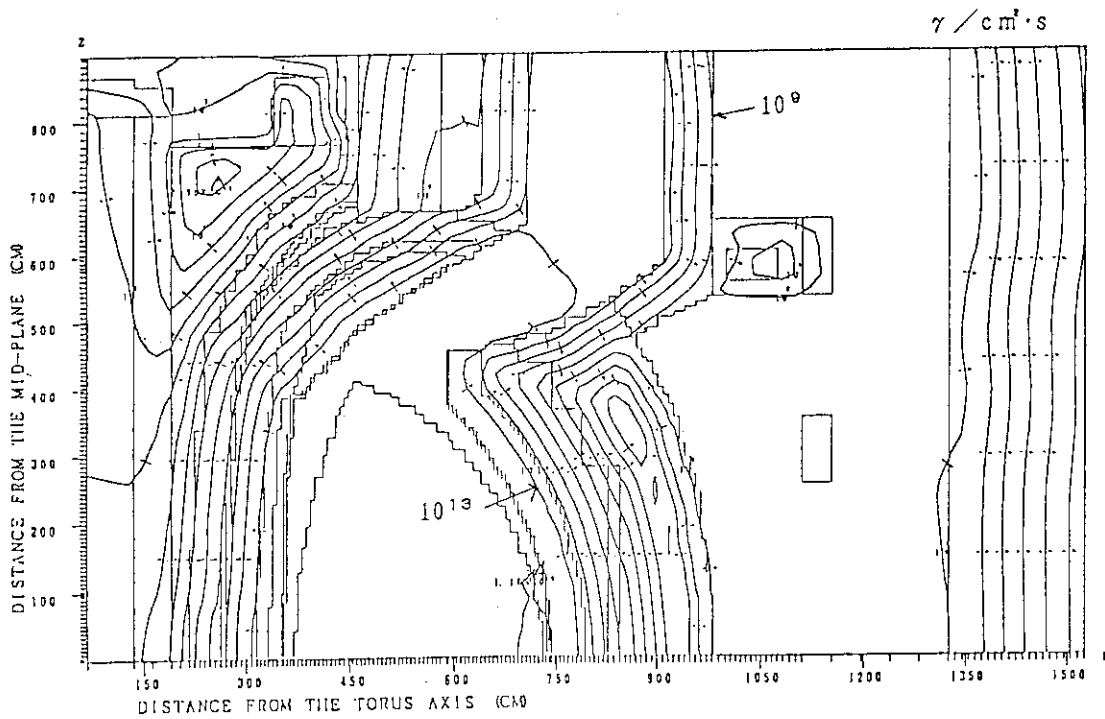 γ／cm²·s
Z
10⁹
800
700
600
500
400
300
200
100
10¹³
DISTANCE FROM THE MID-PLANE (CM)
150 300 450 600 750 900 1050 1200 1350 1500
DISTANCE FROM THE TORUS AXIS (CM)